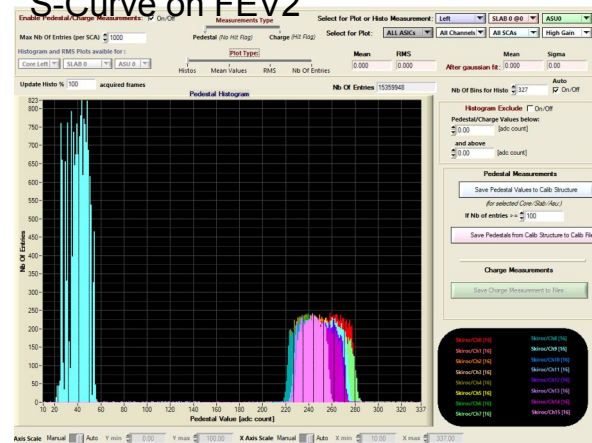 S-Curve on FEV2
Enable Pedestal/Charge Measurements: On/Off
Measurements Type
Select for Plot or Histo Measurement: Left SLAB 0 @0 ASU0
Max Nb Of Entries (per SCA) 1000
Pedestal (No Hit Flag) Charge (Hit Flag)
Select for Plot: ALL ASICs All Channels All SCAs High Gain
Histogram and RMS Plots avaible for :
Core Left SLAB 0 ASU 0
Plot Type:
Histos Mean Values RMS Nb Of Entries
Mean RMS
0.000 0.000
Mean Sigma
After gaussian fit: 0.00 0.00
Update Histo % 100 acquired frames
Pedestal Histogram
Nb Of Entries 15359948
Nb Of Bins for Histo 327
Auto
On/Off
Histogram Exclude On/Off
Pedestal/Charge Values below:
0.00 [adc count]
and above
0.00 [adc count]
Pedestal Measurements
Save Pedestal Values to Calib Structure
(for selected Core/Slab/Asu:)
If Nb of entries >= 100
Save Pedestals from Calib Structure to Calib File
Charge Measurements
Save Charge Measurement to Files
Nb Of Entries
823
800
750
700
650
600
550
500
450
400
350
300
250
200
150
100
50
0
10 20 40 60 80 100 120 140 160 180 200 220 240 260 280 300 320 337
Pedestal Value [adc count]
Skiroc/Ch0 [16] Skiroc/Ch8 [16]
Skiroc/Ch1 [16] Skiroc/Ch9 [16]
Skiroc/Ch2 [16] Skiroc/Ch10 [16]
Skiroc/Ch3 [16] Skiroc/Ch11 [16]
Skiroc/Ch4 [16] Skiroc/Ch12 [16]
Skiroc/Ch5 [16] Skiroc/Ch13 [16]
Skiroc/Ch6 [16] Skiroc/Ch14 [16]
Skiroc/Ch7 [16] Skiroc/Ch15 [16]
Axis Scale Manual Auto Y min 0.00 Y max 100.00 X Axis Scale Manual Auto X min 10.00 X max 337.00